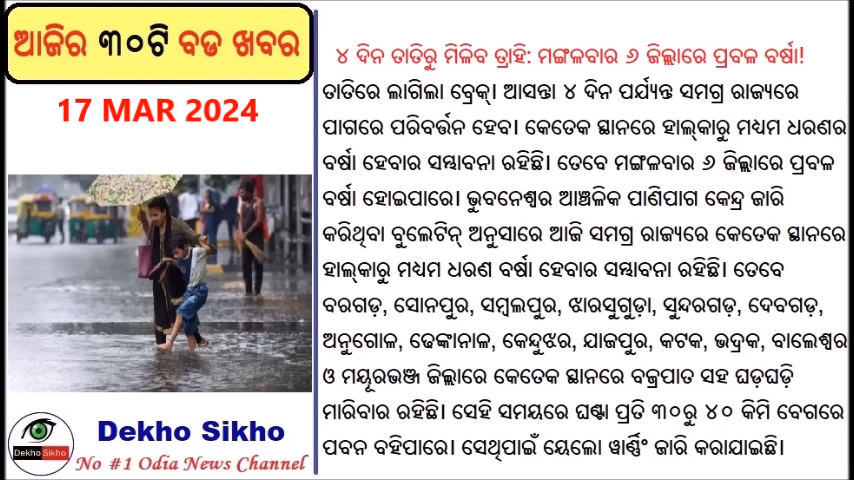 ଆଜିର ୩୦ଟି ବଡ ଖବର
17 MAR 2024
Dekho Sikho
Dekho Sikho
No #1 Odia News Channel
୪ ଦିନ ତାତିରୁ ମିଳିବ ତ୍ରାହି: ମଙ୍ଗଳବାର ୬ ଜିଲ୍ଲାରେ ପ୍ରବଳ ବର୍ଷା!
ତାତିରେ ଲାଗିଲା ବ୍ରେକ୍। ଆସନ୍ତା ୪ ଦିନ ପର୍ଯ୍ୟନ୍ତ ସମଗ୍ର ରାଜ୍ୟରେ
ପାଗରେ ପରିବର୍ତ୍ତନ ହେବ। କେତେକ ସ୍ଥାନରେ ହାଲ୍‌କାରୁ ମଧ୍ୟମ ଧରଣର
ବର୍ଷା ହେବାର ସମ୍ଭାବନା ରହିଛି। ତେବେ ମଙ୍ଗଳବାର ୬ ଜିଲ୍ଲାରେ ପ୍ରବଳ
ବର୍ଷା ହୋଇପାରେ। ଭୁବନେଶ୍ୱର ଆଞ୍ଚଳିକ ପାଣିପାଗ କେନ୍ଦ୍ର ଜାରି
କରିଥିବା ବୁଲେଟିନ୍ ଅନୁସାରେ ଆଜି ସମଗ୍ର ରାଜ୍ୟରେ କେତେକ ସ୍ଥାନରେ
ହାଲ୍‌କାରୁ ମଧ୍ୟମ ଧରଣ ବର୍ଷା ହେବାର ସମ୍ଭାବନା ରହିଛି। ତେବେ
ବରଗଡ଼, ସୋନପୁର, ସମ୍ବଲପୁର, ଝାରସୁଗୁଡ଼ା, ସୁନ୍ଦରଗଡ଼, ଦେବଗଡ଼,
ଅନୁଗୋଳ, ଢେଙ୍କାନାଳ, କେନ୍ଦୁଝର, ଯାଜପୁର, କଟକ, ଭଦ୍ରକ, ବାଲେଶ୍ୱର
ଓ ମୟୂରଭଞ୍ଜ ଜିଲ୍ଲାରେ କେତେକ ସ୍ଥାନରେ ବଜ୍ରପାତ ସହ ଘଡ଼ଘଡ଼ି
ମାରିବାର ରହିଛି। ସେହି ସମୟରେ ଘଣ୍ଟା ପ୍ରତି ୩୦ରୁ ୪୦ କିମି ବେଗରେ
ପବନ ବହିପାରେ। ସେଥିପାଇଁ ୟେଲୋ ୱାର୍ଣ୍ଣିଂ ଜାରି କରାଯାଇଛି।